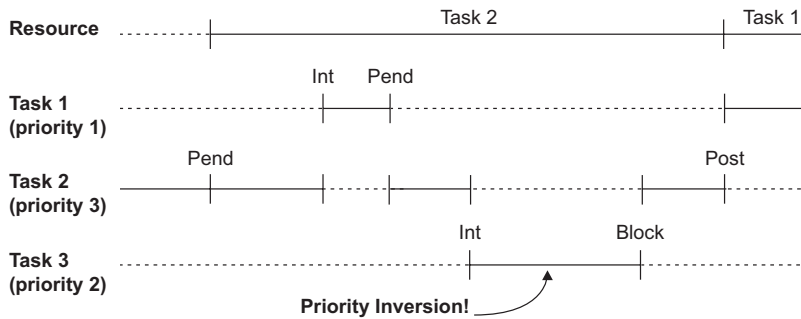 Task 2
Task 1
Resource
Int
Pend
Task 1
(priority 1)
Pend
Post
Task 2
(priority 3)
Int
Block
Task 3
(priority 2)
Priority Inversion!